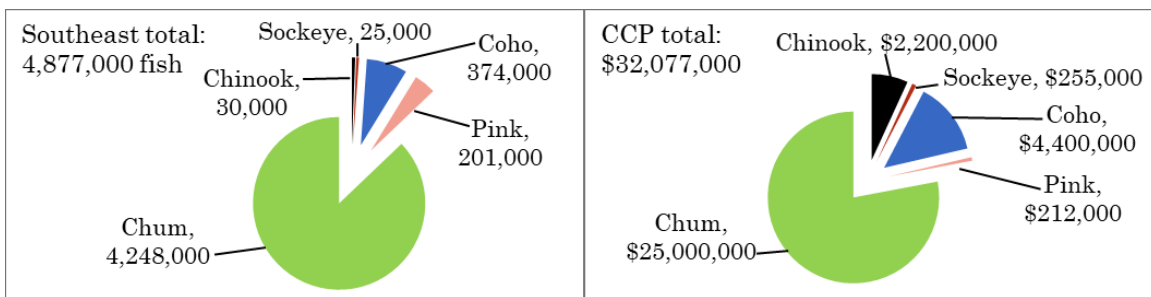 Southeast total:
4,877,000 fish
Sockeye, 25,000
Coho,
374,000
Chinook,
30,000
Pink,
201,000
Chum,
4,248,000
CCP total:
$32,077,000
Chinook, $2,200,000
Sockeye, $255,000
Coho,
$4,400,000
Pink,
$212,000
Chum,
$25,000,000